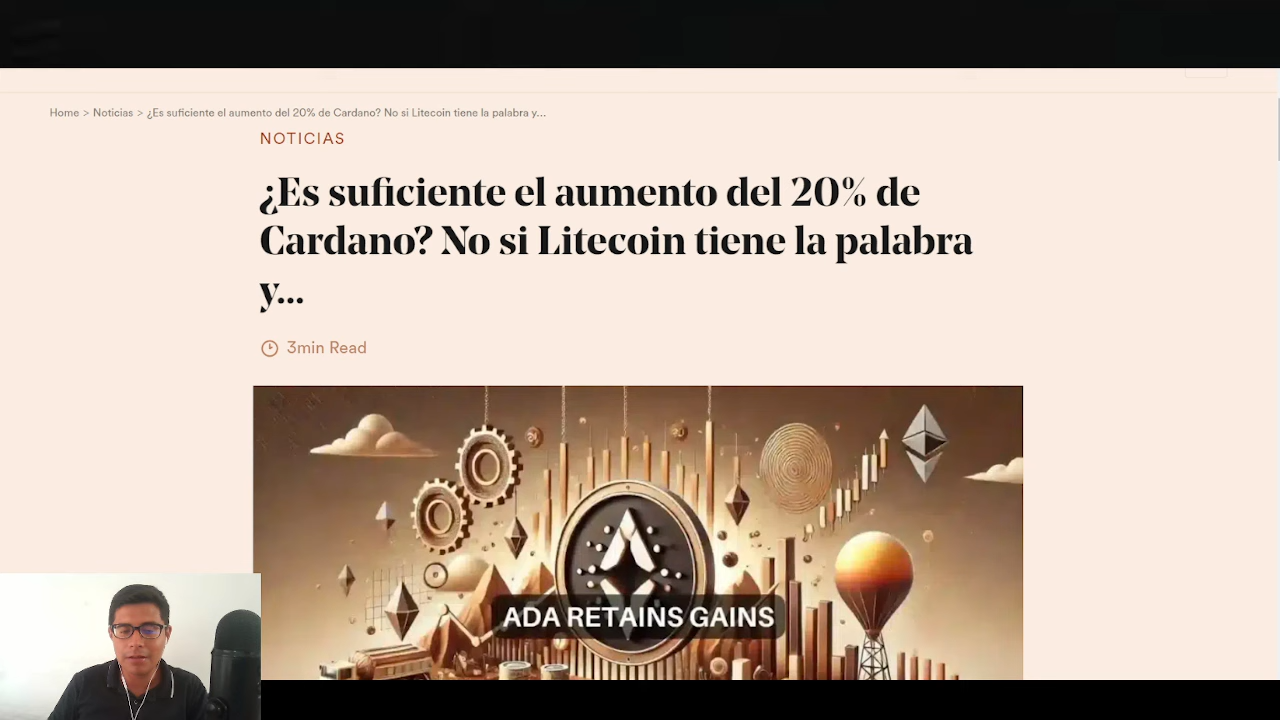 Home > Noticias > ¿Es suficiente el aumento del 20% de Cardano? No si Litecoin tiene la palabra y...
NOTICIAS
¿Es suficiente el aumento del 20% de
Cardano? No si Litecoin tiene la palabra
y...
3min Read
ADA RETAINS GAINS